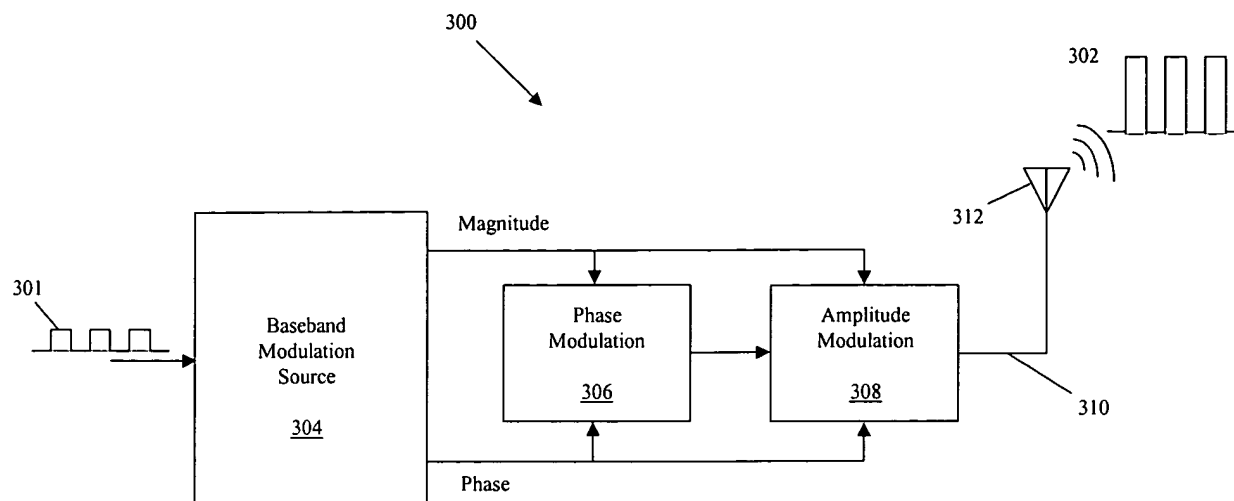 300
302
312
Magnitude
301
Baseband
Modulation
Source
304
Phase
Modulation
306
Amplitude
Modulation
308
310
Phase